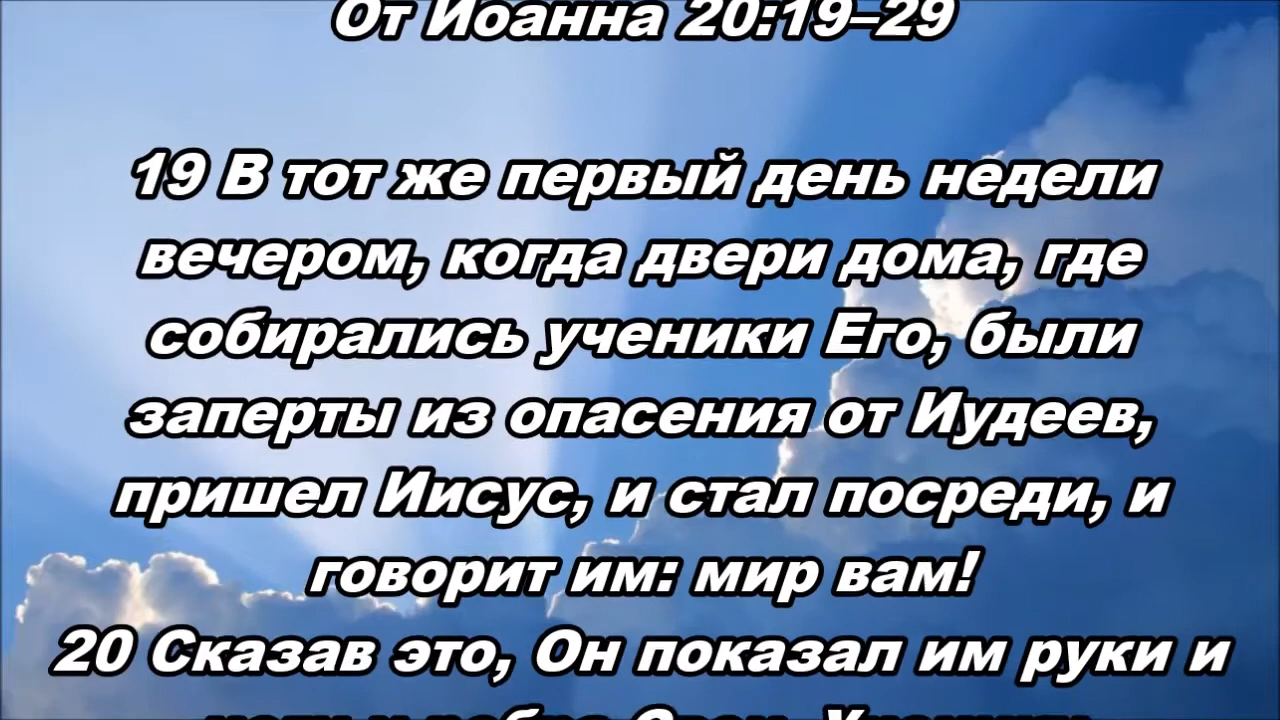 От Иоанна 20:19–29
19 В тот же первый день недели
вечером, когда двери дома, где
собирались ученики Его, были
заперты из опасения от Иудеев,
пришел Иисус, и стал посреди, и
говорит им: мир вам!
20 Сказав это, Он показал им руки и